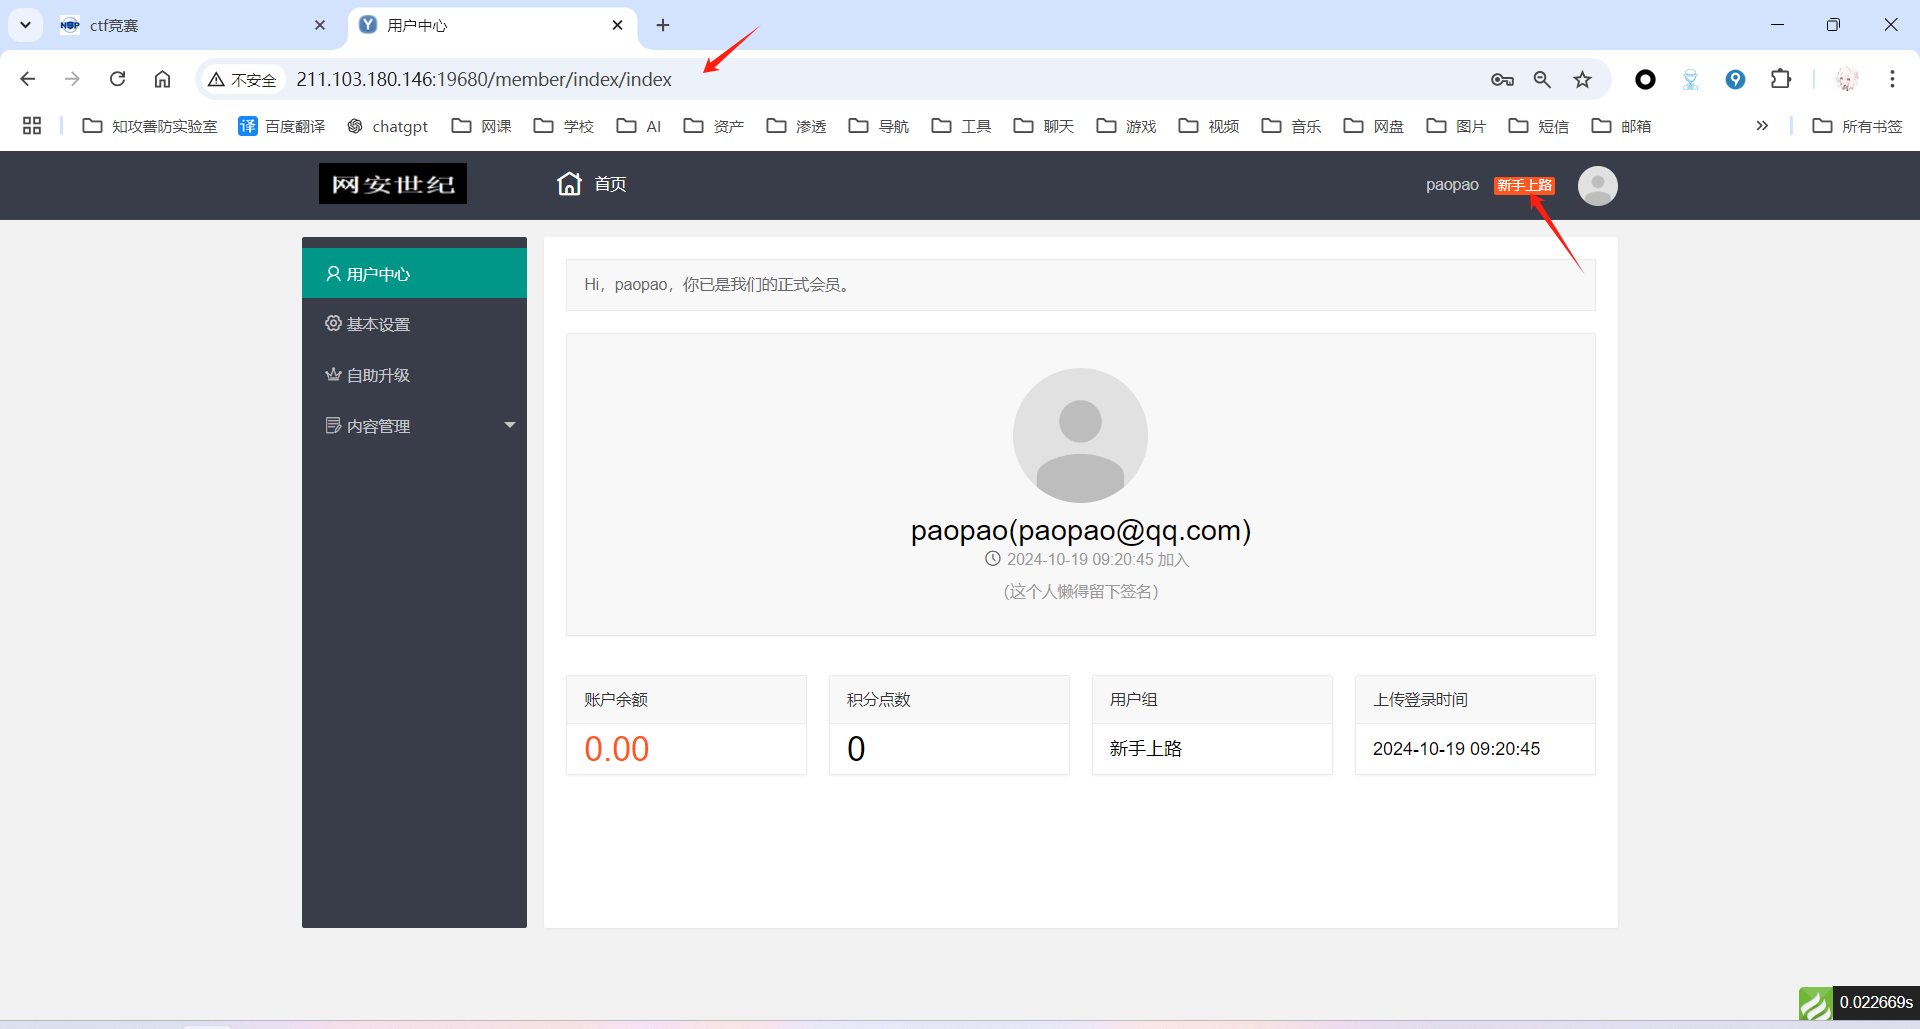 ctf竞赛
用户中心
不安全 211.103.180.146:19680/member/index/index
知攻善防实验室 译 百度翻译 chatgpt 网课 学校 AI 资产 渗透 导航 工具 聊天 游戏 视频 音乐 网盘 图片 短信 邮箱 » 所有书签
网安世纪 首页 paopao 新手上路
用户中心
基本设置
自助升级
内容管理
Hi，paopao，你已是我们的正式会员。
paopao(paopao@qq.com)
2024-10-19 09:20:45 加入
（这个人懒得留下签名）
账户余额
0.00
积分点数
0
用户组
新手上路
上传登录时间
2024-10-19 09:20:45
0.022669s